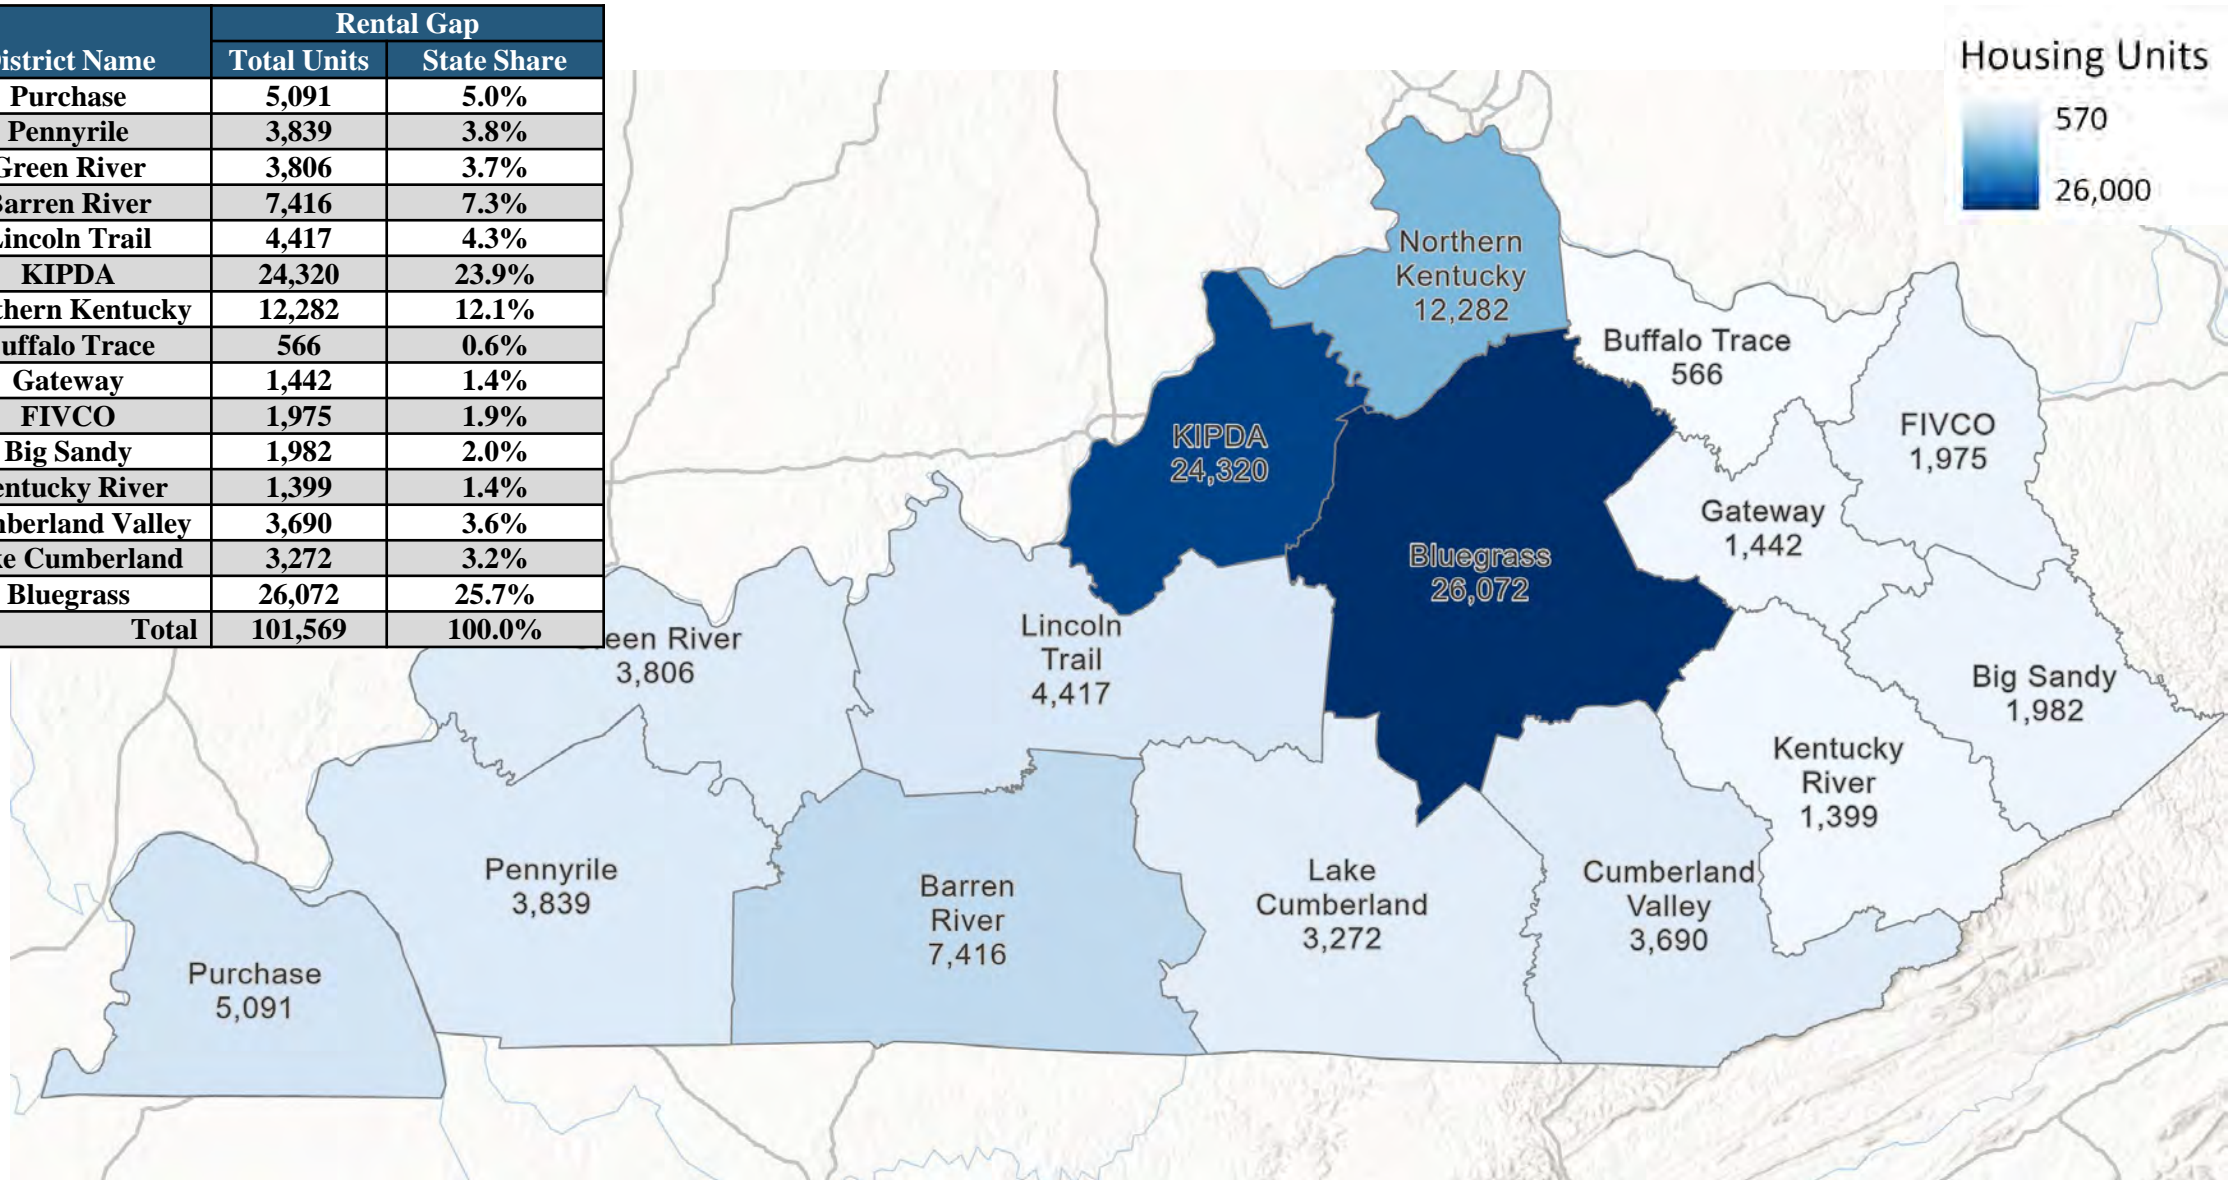 Rental Gap
istrict Name Total Units State Share
Purchase 5,091 5.0%
Pennyrile 3,839 3.8%
Green River 3,806 3.7%
Barren River 7,416 7.3%
incoln Trail 4,417 4.3%
KIPDA 24,320 23.9%
thern Kentucky 12,282 12.1%
uffalo Trace 566 0.6%
Gateway 1,442 1.4%
FIVCO 1,975 1.9%
Big Sandy 1,982 2.0%
entucky River 1,399 1.4%
mberland Valley 3,690 3.6%
ke Cumberland 3,272 3.2%
Bluegrass 26,072 25.7%
Total 101,569 100.0%
Housing Units
570
26,000
Northern
Kentucky
12,282
Buffalo Trace
566
FIVCO
1,975
KIPDA
24,320
Gateway
1,442
Bluegrass
26,072
een River
3,806
Lincoln
Trail
4,417
Big Sandy
1,982
Kentucky
River
1,399
Pennyrile
3,839
Barren
River
7,416
Lake
Cumberland
3,272
Cumberland
Valley
3,690
Purchase
5,091